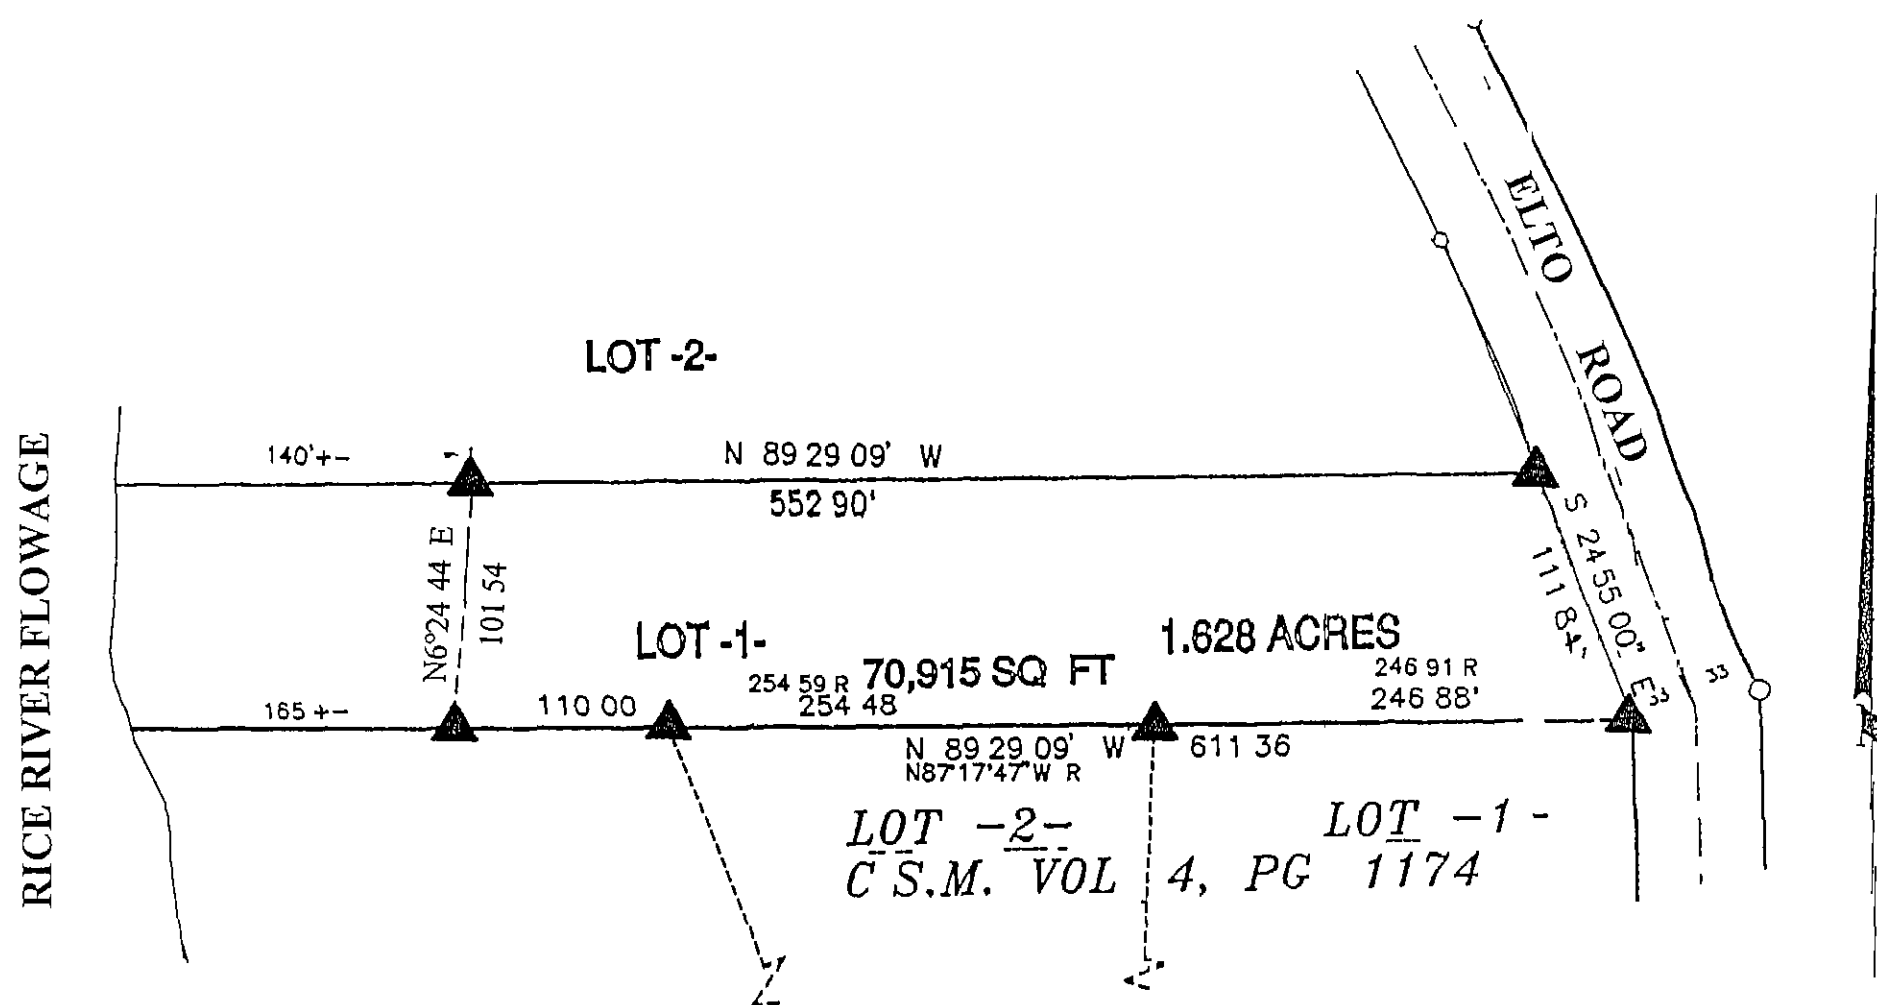 RICE RIVER FLOWAGE
ELTO ROAD
LOT -2-
140'+-
N 89 29 09' W
552 90'
S 24 55 00" E
111 84'
N6°24 44 E
101 54
LOT -1-
1.628 ACRES
254 59 R
70,915 SQ FT
246 91 R
165 +-
110 00
254 48
246 88'
33
33
N 89 29 09' W
611 36
N87°17'47"W R
LOT -2-
LOT -1-
C S.M. VOL 4, PG 1174